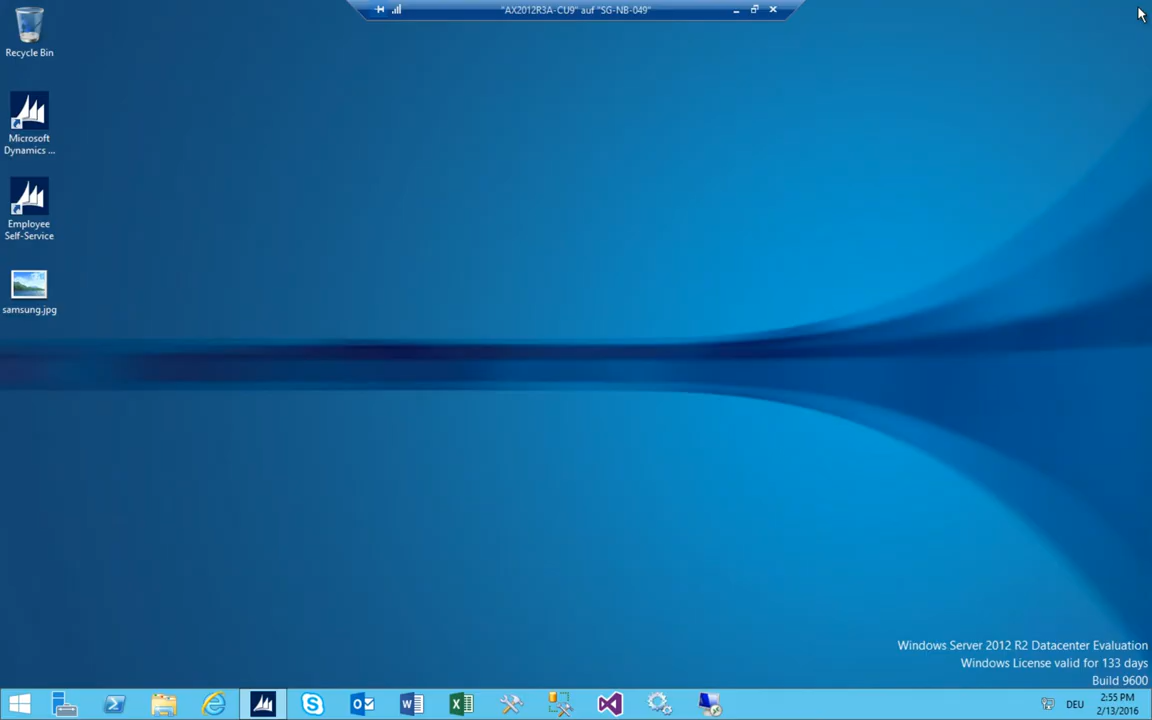 "AX2012R3A-CU9" auf "SG-NB-049"
Recycle Bin
Microsoft
Dynamics ...
Employee
Self-Service
samsung.jpg
Windows Server 2012 R2 Datacenter Evaluation
Windows License valid for 133 days
Build 9600
DEU
2:55 PM
2/13/2016